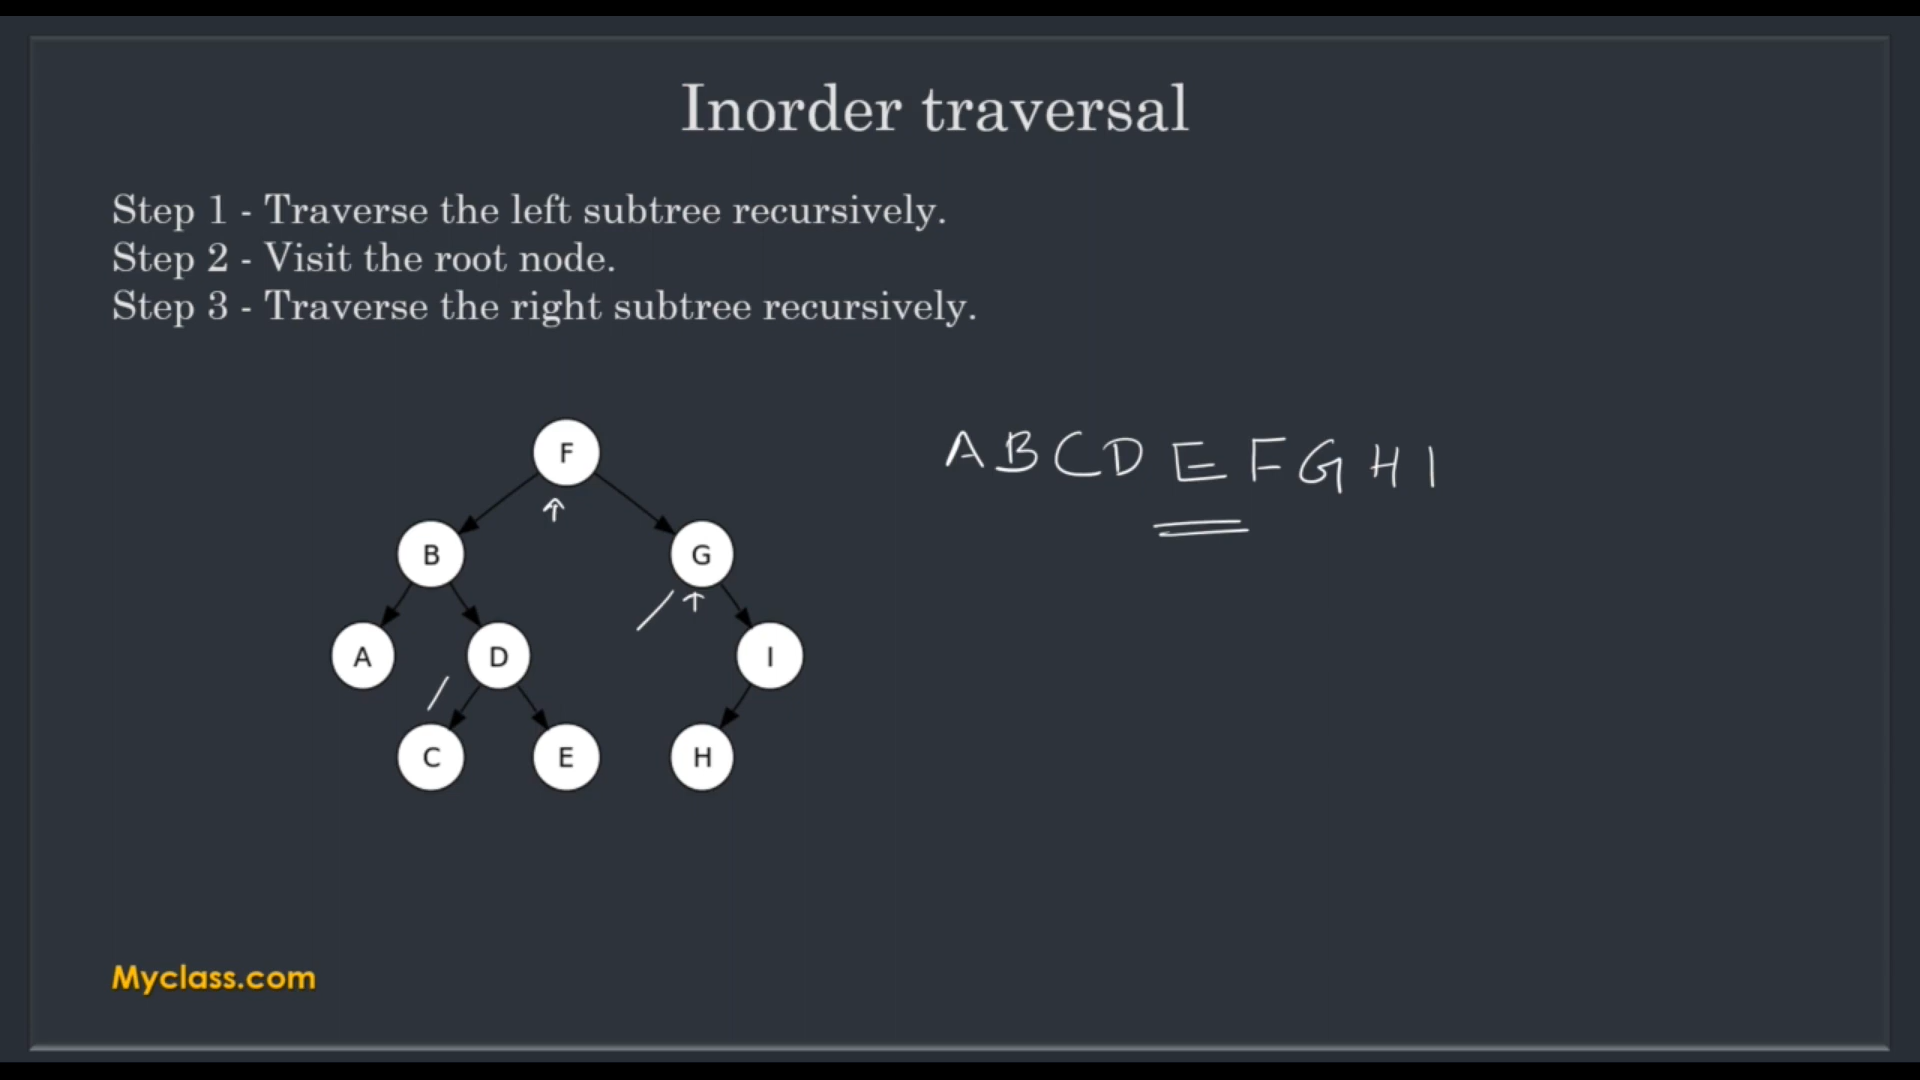 Inorder traversal
Step 1 - Traverse the left subtree recursively.
Step 2 - Visit the root node.
Step 3 - Traverse the right subtree recursively.
A B C D E F G H I
F
B G
A D I
C E H
Myclass.com